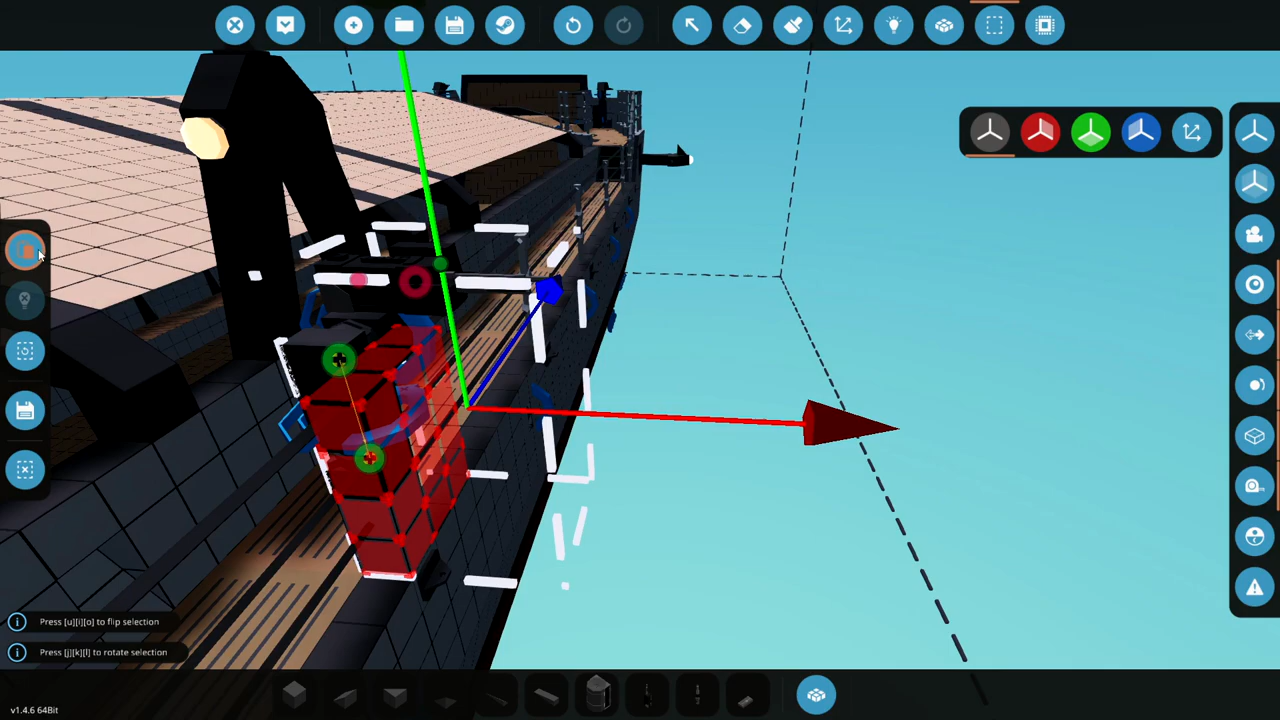 Press [u][i][o] to flip selection
Press [j][k][l] to rotate selection
v1.4.6 64Bit